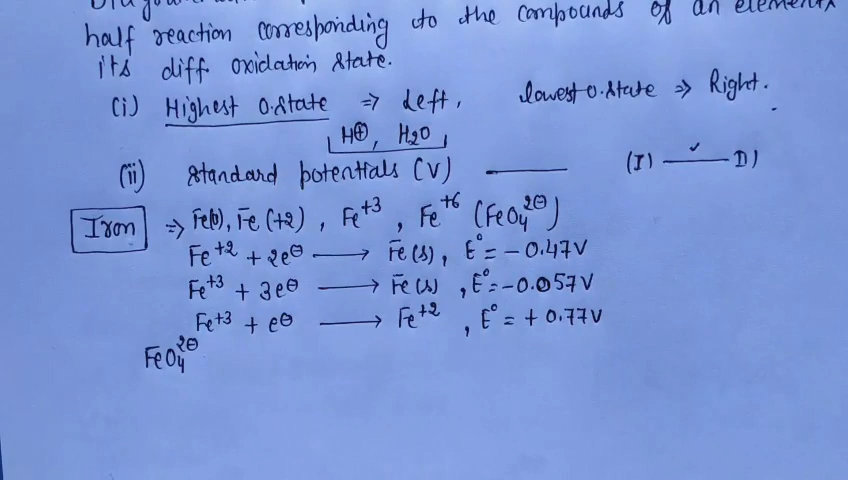 half reaction corresponding to the compounds of an element
its diff. oxidation state.
(i) Highest O.state ⇒ Left, lowest o.state ⇒ Right.
H⊕, H2O
(ii) standard potentials (V) —— (I) —— D)
Iron ⇒ Fe(0), Fe(+2), Fe+3, Fe+6 (FeO4 2⊖)
Fe+2 + 2e⊖ ⟶ Fe(s), E° = -0.47V
Fe+3 + 3e⊖ ⟶ Fe(s), E° = -0.057V
Fe+3 + e⊖ ⟶ Fe+2, E° = +0.77V
FeO4 2⊖